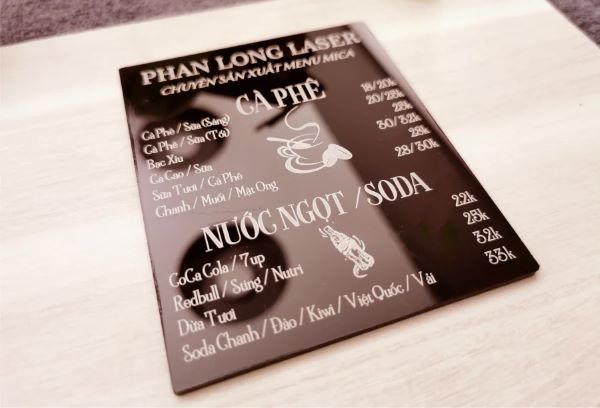 PHAN LONG LASER
CHUYÊN SẢN XUẤT MENU MICA
CÀ PHÊ
Cà Phê / Sữa (Sáng) 18/20k
Cà Phê / Sữa (Tối) 20/25k
Bạc Xỉu 25k
Ca Cao / Sữa 30/32k
Sữa Tươi / Cà Phê 28k
Chanh / Muối / Mật Ong 28/30k
NƯỚC NGỌT / SODA
CoCa Cola / 7 up 22k
Redbull / Sting / Nutri 25k
Dừa Tươi 32k
Soda Chanh / Đào / Kiwi / Việt Quốc / Vải 33k